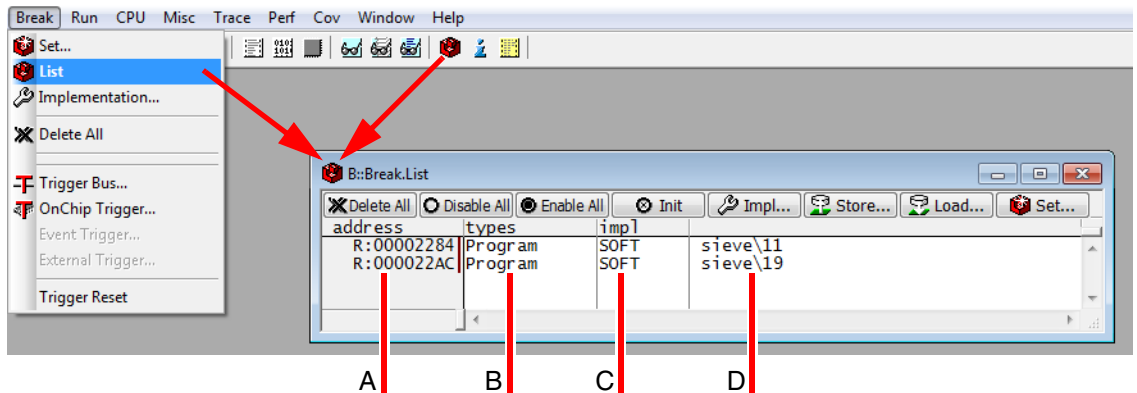 Break Run CPU Misc Trace Perf Cov Window Help
Set...
List
Implementation...
Delete All
Trigger Bus...
OnChip Trigger...
Event Trigger...
External Trigger...
Trigger Reset
B::Break.List
Delete All Disable All Enable All Init Impl... Store... Load... Set...
address types impl
R:00002284 Program SOFT sieve\11
R:000022AC Program SOFT sieve\19
A B C D